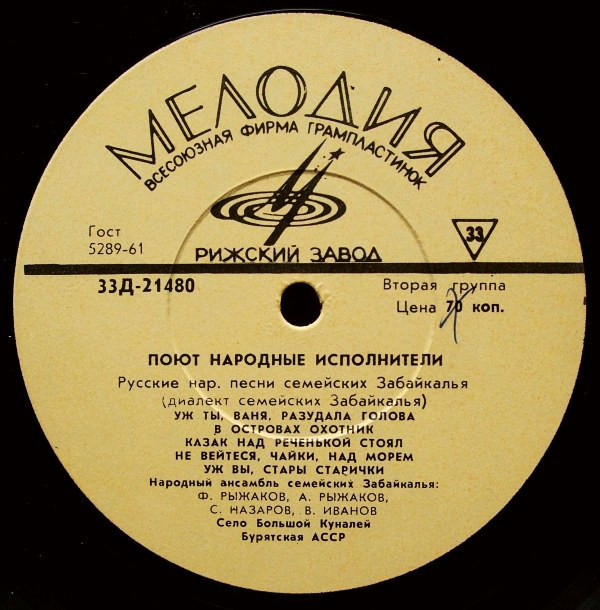 МЕЛОДИЯ
ВСЕСОЮЗНАЯ ФИРМА ГРАМПЛАСТИНОК
Гост
5289-61
33
РИЖСКИЙ ЗАВОД
33Д-21480
Вторая группа
Цена 70 коп.
ПОЮТ НАРОДНЫЕ ИСПОЛНИТЕЛИ
Русские нар. песни семейских Забайкалья
(диалект семейских Забайкалья)
УЖ ТЫ, ВАНЯ, РАЗУДАЛА ГОЛОВА
В ОСТРОВАХ ОХОТНИК
КАЗАК НАД РЕЧЕНЬКОЙ СТОЯЛ
НЕ ВЕЙТЕСЯ, ЧАЙКИ, НАД МОРЕМ
УЖ ВЫ, СТАРЫ СТАРИЧКИ
Народный ансамбль семейских Забайкалья:
Ф. РЫЖАКОВ, А. РЫЖАКОВ,
С. НАЗАРОВ, В. ИВАНОВ
Село Большой Куналей
Бурятская АССР